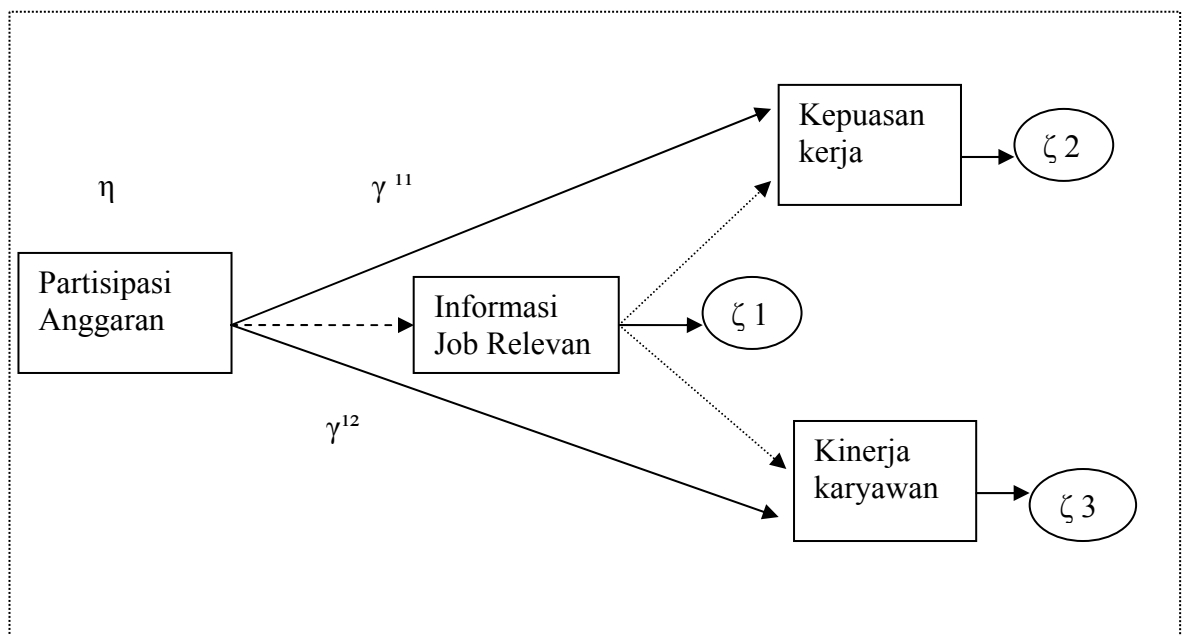 Kepuasan
kerja
ζ 2
η
γ ¹¹
Partisipasi
Anggaran
Informasi
Job Relevan
ζ 1
γ¹²
Kinerja
karyawan
ζ 3